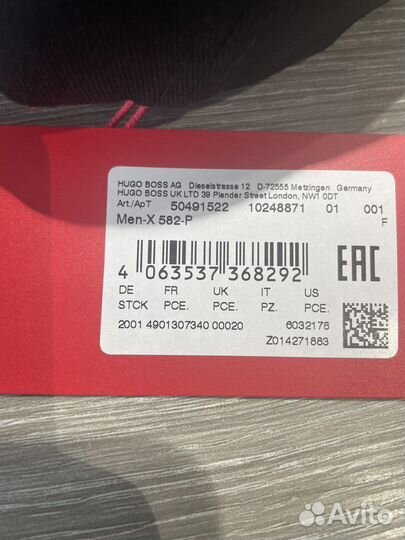 HUGO BOSS AG Dieselstrasse 12 D-72555 Metzingen Germany
HUGO BOSS UK LTD 39 Plender Street London, NW1 0DT
Art./АрТ 50491522 10248871 01 001
Men-X 582-P F
4 063537 368292
EAC
DE FR UK IT US
STCK PCE. PCE. PZ. PCE.
2001 4901307340 00020 6032176
Z014271883
Avito